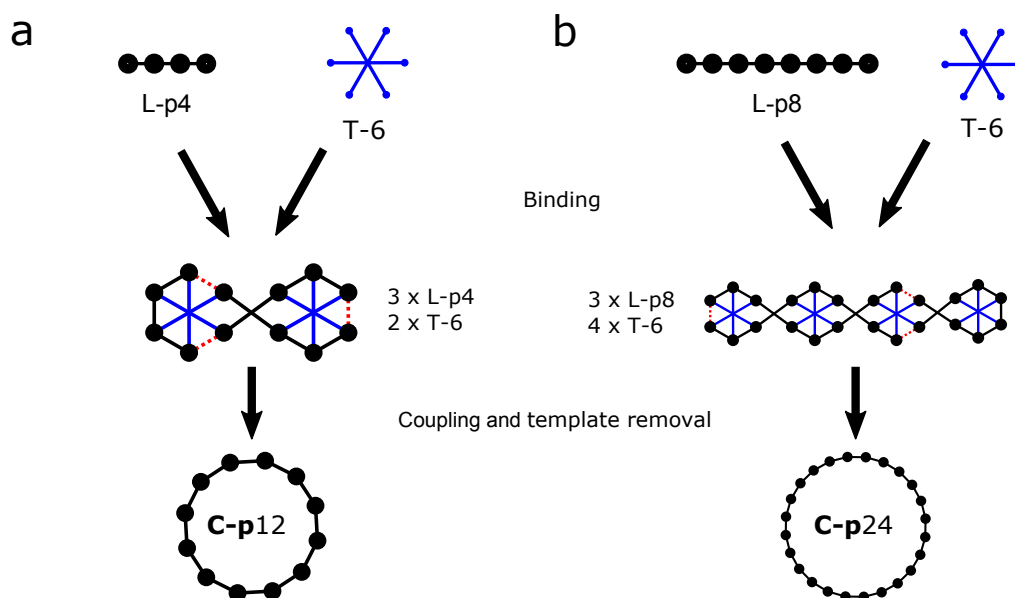 a
L-p4
T-6
b
L-p8
T-6
Binding
3 x L-p4
2 x T-6
3 x L-p8
4 x T-6
Coupling and template removal
C-p12
C-p24